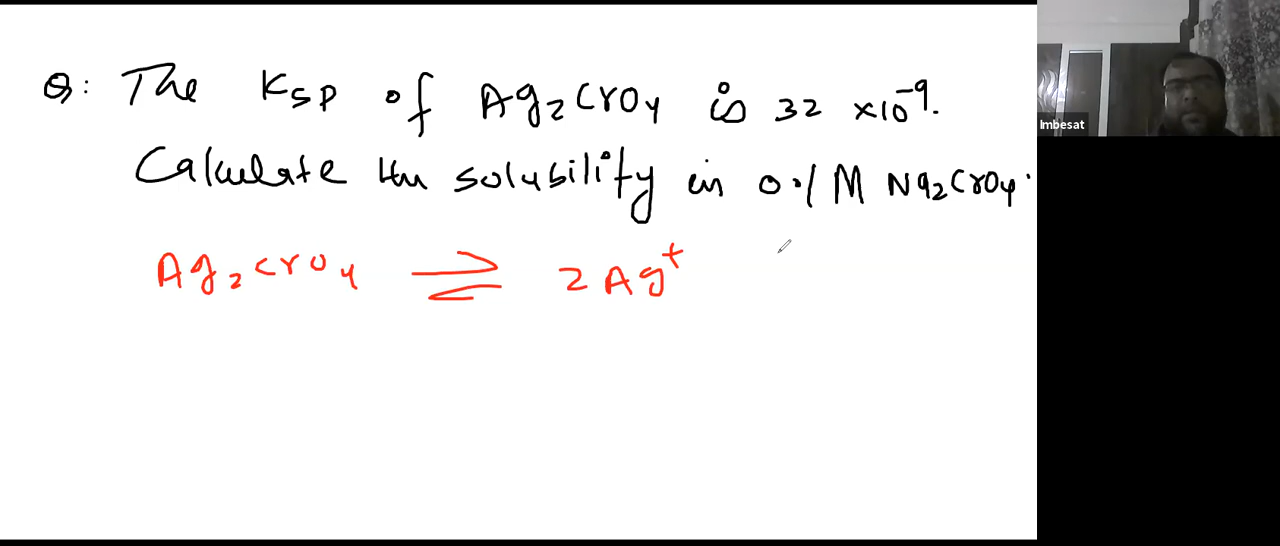 Q: The Ksp of Ag2CrO4 is 32 x10^-9.
Calculate the solubility in 0.1 M Na2CrO4.
Ag2CrO4 ⇌ 2Ag+
Imbesat